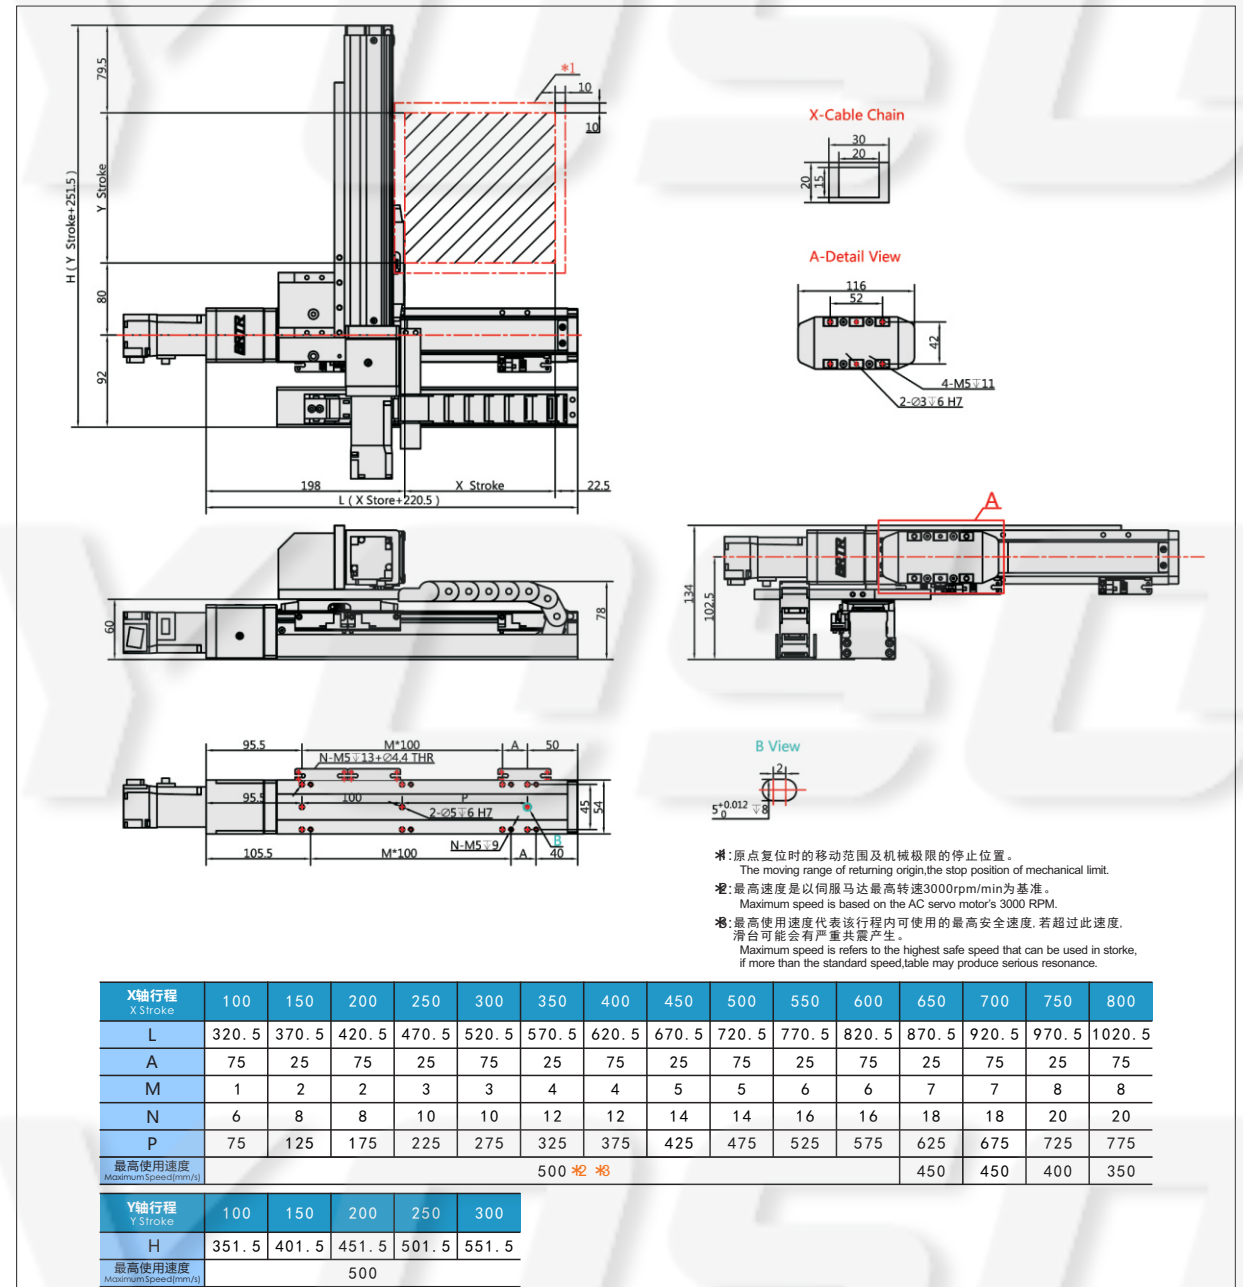 79.5
*1
10
10
Y Stroke
H ( Y Stroke+251.5 )
80
92
BRTR
198
X Stroke
22.5
L ( X Store+220.5 )
X-Cable Chain
30
20
20
15
A-Detail View
116
52
42
4-M5↧11
2-∅3↧6 H7
60
78
A
BRTR
134
102.5
95.5
M*100
A
50
N-M5↧13+∅4.4 THR
95.5
100
P
2-∅5↧6 H7
45
54
N-M5↧9
B
105.5
M*100
A
40
B View
2
5 +0.012 0 ↧8
*1:原点复位时的移动范围及机械极限的停止位置。
The moving range of returning origin,the stop position of mechanical limit.
*2:最高速度是以伺服马达最高转速3000rpm/min为基准。
Maximum speed is based on the AC servo motor's 3000 RPM.
*3:最高使用速度代表该行程内可使用的最高安全速度,若超过此速度,
滑台可能会有严重共震产生。
Maximum speed is refers to the highest safe speed that can be used in storke,
if more than the standard speed,table may produce serious resonance.
X轴行程 X Stroke 100 150 200 250 300 350 400 450 500 550 600 650 700 750 800
L 320.5 370.5 420.5 470.5 520.5 570.5 620.5 670.5 720.5 770.5 820.5 870.5 920.5 970.5 1020.5
A 75 25 75 25 75 25 75 25 75 25 75 25 75 25 75
M 1 2 2 3 3 4 4 5 5 6 6 7 7 8 8
N 6 8 8 10 10 12 12 14 14 16 16 18 18 20 20
P 75 125 175 225 275 325 375 425 475 525 575 625 675 725 775
最高使用速度 Maximum Speed(mm/s) 500 *2 *3 450 450 400 350
Y轴行程 Y Stroke 100 150 200 250 300
H 351.5 401.5 451.5 501.5 551.5
最高使用速度 Maximum Speed(mm/s) 500